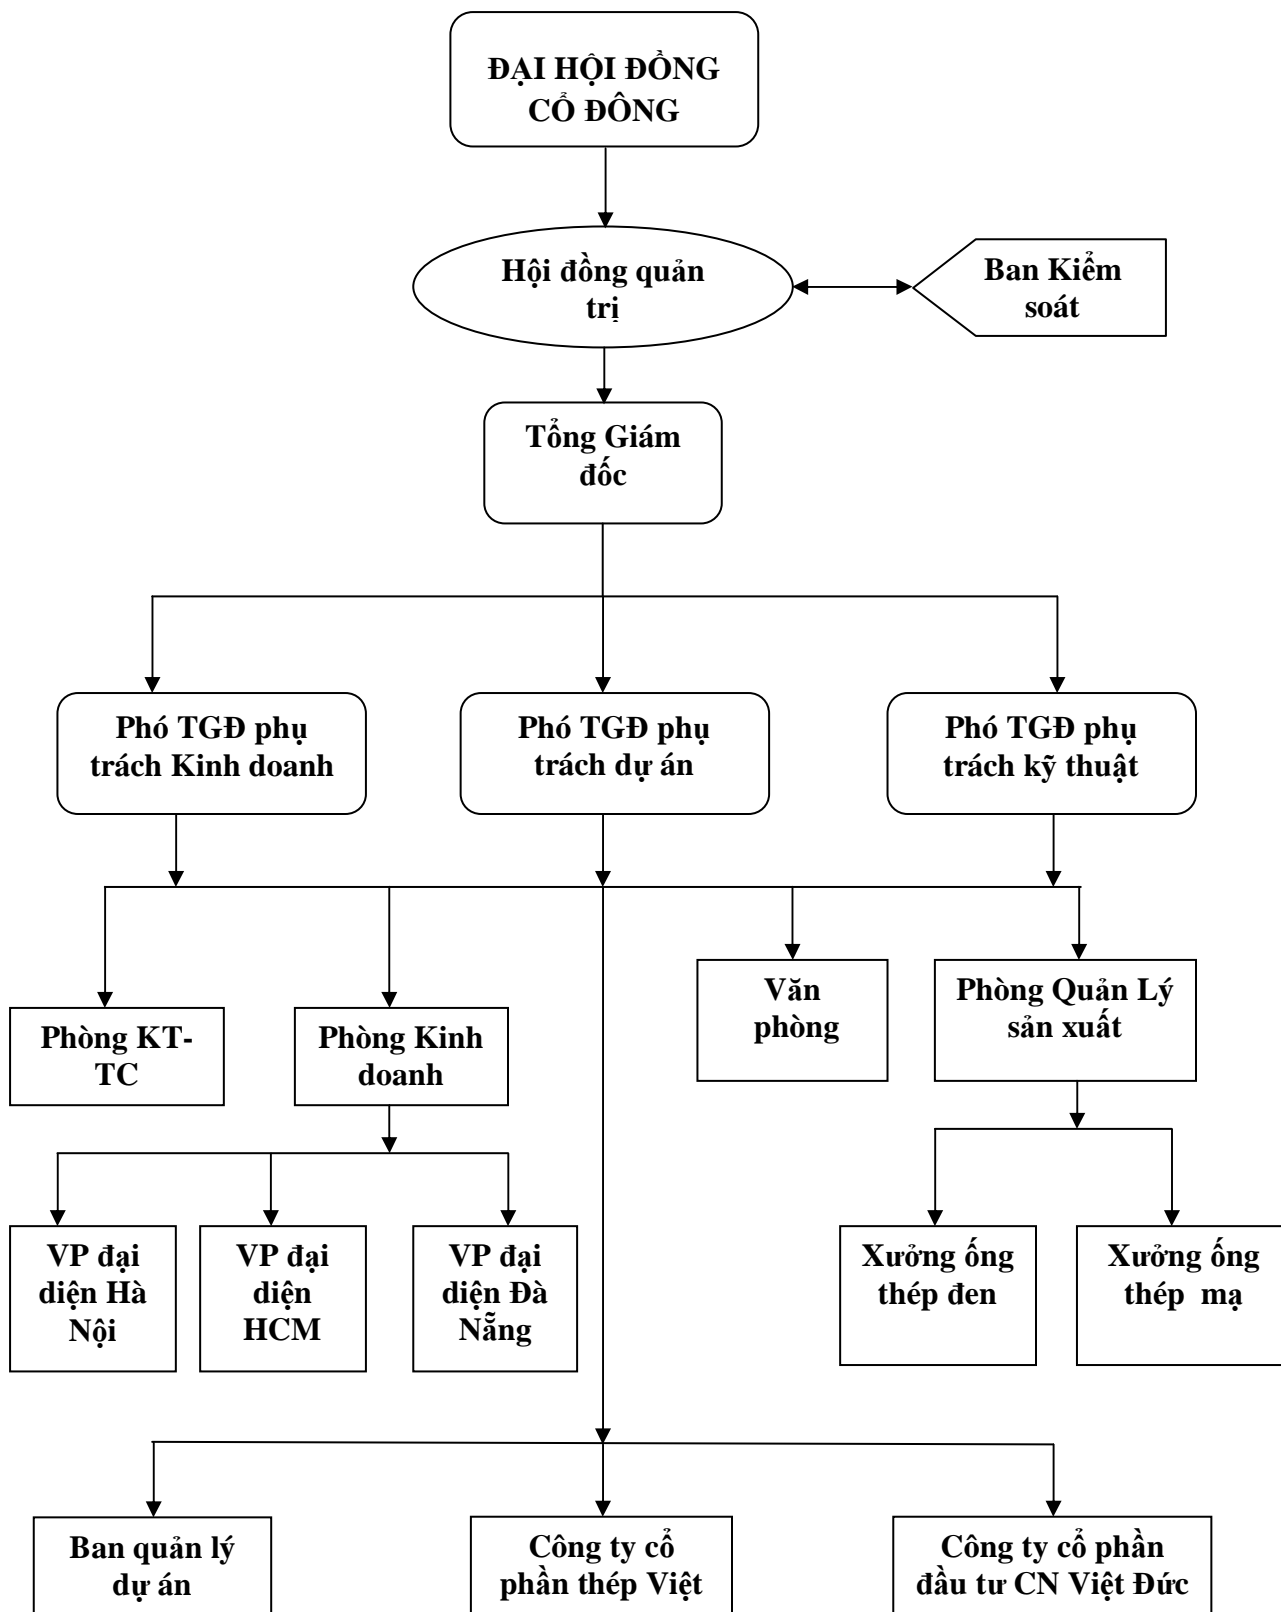 ĐẠI HỘI ĐỒNG
CỔ ĐÔNG
Hội đồng quản
trị
Ban Kiểm
soát
Tổng Giám
đốc
Phó TGĐ phụ
trách Kinh doanh
Phó TGĐ phụ
trách dự án
Phó TGĐ phụ
trách kỹ thuật
Phòng KT-
TC
Phòng Kinh
doanh
Văn
phòng
Phòng Quản Lý
sản xuất
VP đại
diện Hà
Nội
VP đại
diện
HCM
VP đại
diện Đà
Nẵng
Xưởng ống
thép đen
Xưởng ống
thép mạ
Ban quản lý
dự án
Công ty cổ
phần thép Việt
Công ty cổ phần
đầu tư CN Việt Đức